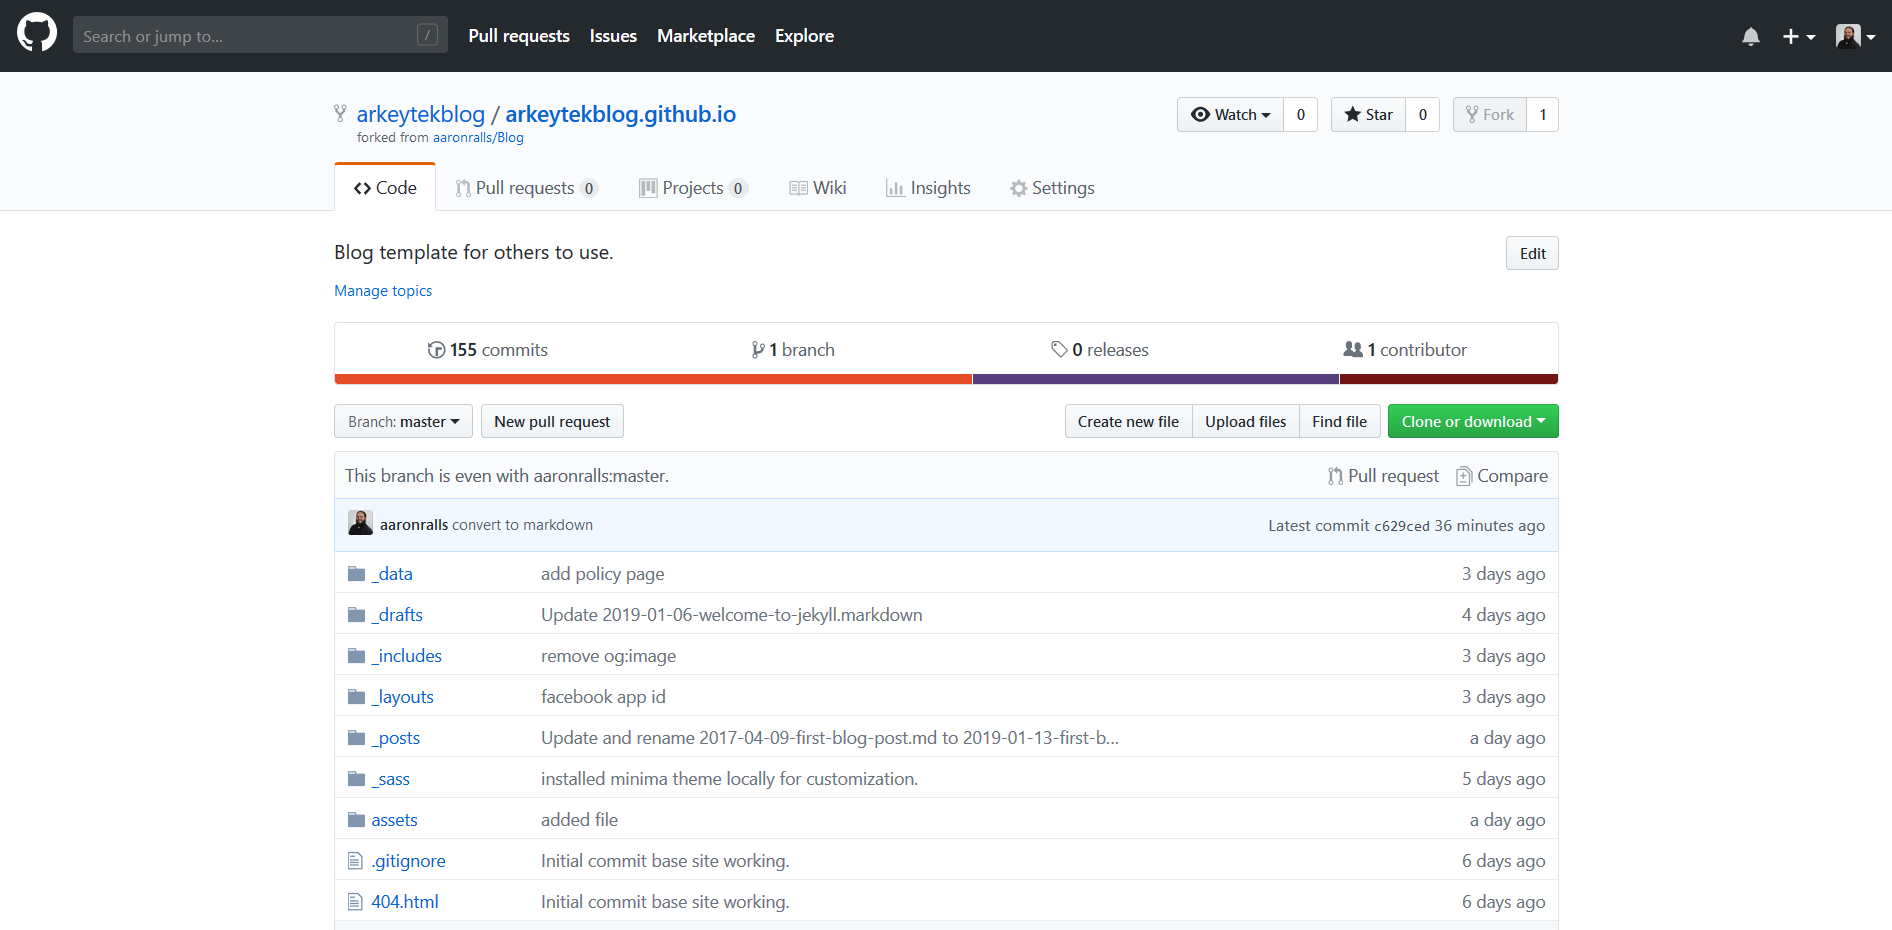 Search or jump to... / Pull requests Issues Marketplace Explore
arkeytekblog / arkeytekblog.github.io Watch 0 Star 0 Fork 1
forked from aaronralls/Blog
Code Pull requests 0 Projects 0 Wiki Insights Settings
Blog template for others to use. Edit
Manage topics
155 commits 1 branch 0 releases 1 contributor
Branch: master New pull request Create new file Upload files Find file Clone or download
This branch is even with aaronralls:master. Pull request Compare
aaronralls convert to markdown Latest commit c629ced 36 minutes ago
_data add policy page 3 days ago
_drafts Update 2019-01-06-welcome-to-jekyll.markdown 4 days ago
_includes remove og:image 3 days ago
_layouts facebook app id 3 days ago
_posts Update and rename 2017-04-09-first-blog-post.md to 2019-01-13-first-b... a day ago
_sass installed minima theme locally for customization. 5 days ago
assets added file a day ago
.gitignore Initial commit base site working. 6 days ago
404.html Initial commit base site working. 6 days ago